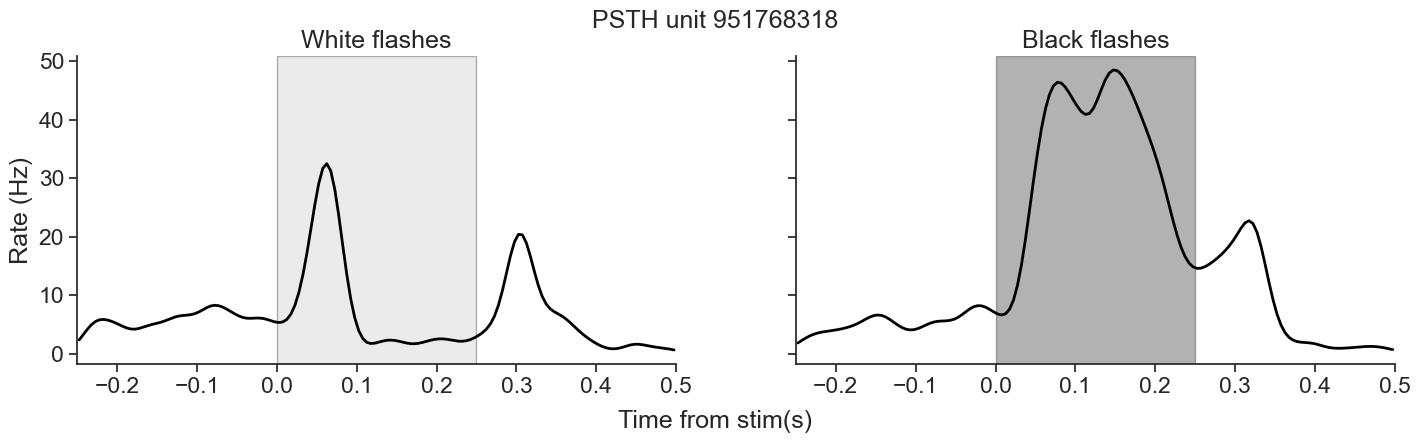 PSTH unit 951768318
White flashes
Black flashes
Rate (Hz)
50
40
30
20
10
0
−0.2 −0.1 0.0 0.1 0.2 0.3 0.4 0.5
−0.2 −0.1 0.0 0.1 0.2 0.3 0.4 0.5
Time from stim(s)